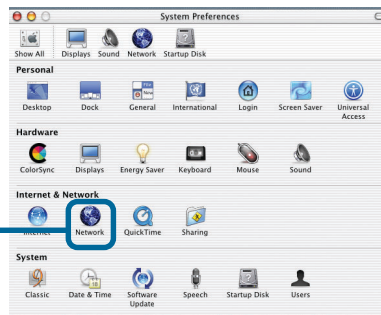 System Preferences
Show All Displays Sound Network Startup Disk
Personal
Desktop Dock General International Login Screen Saver Universal Access
Hardware
ColorSync Displays Energy Saver Keyboard Mouse Sound
Internet & Network
Internet Network QuickTime Sharing
System
Classic Date & Time Software Update Speech Startup Disk Users